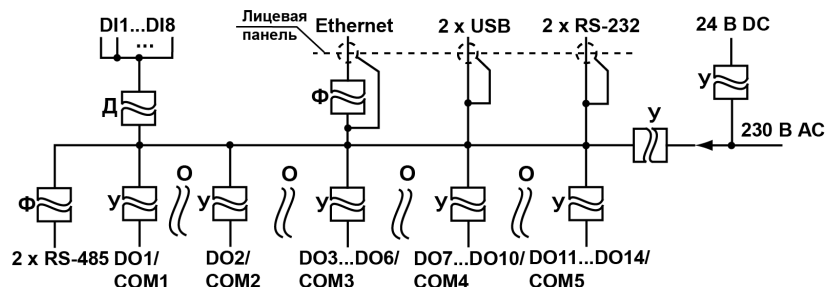 Лицевая
панель
DI1...DI8
...
Ethernet
2 x USB
2 x RS-232
24 В DC
Д
Ф
У
У
230 В AC
О
О
О
О
Ф
У
У
У
У
У
2 x RS-485
DO1/
COM1
DO2/
COM2
DO3...DO6/
COM3
DO7...DO10/
COM4
DO11...DO14/
COM5